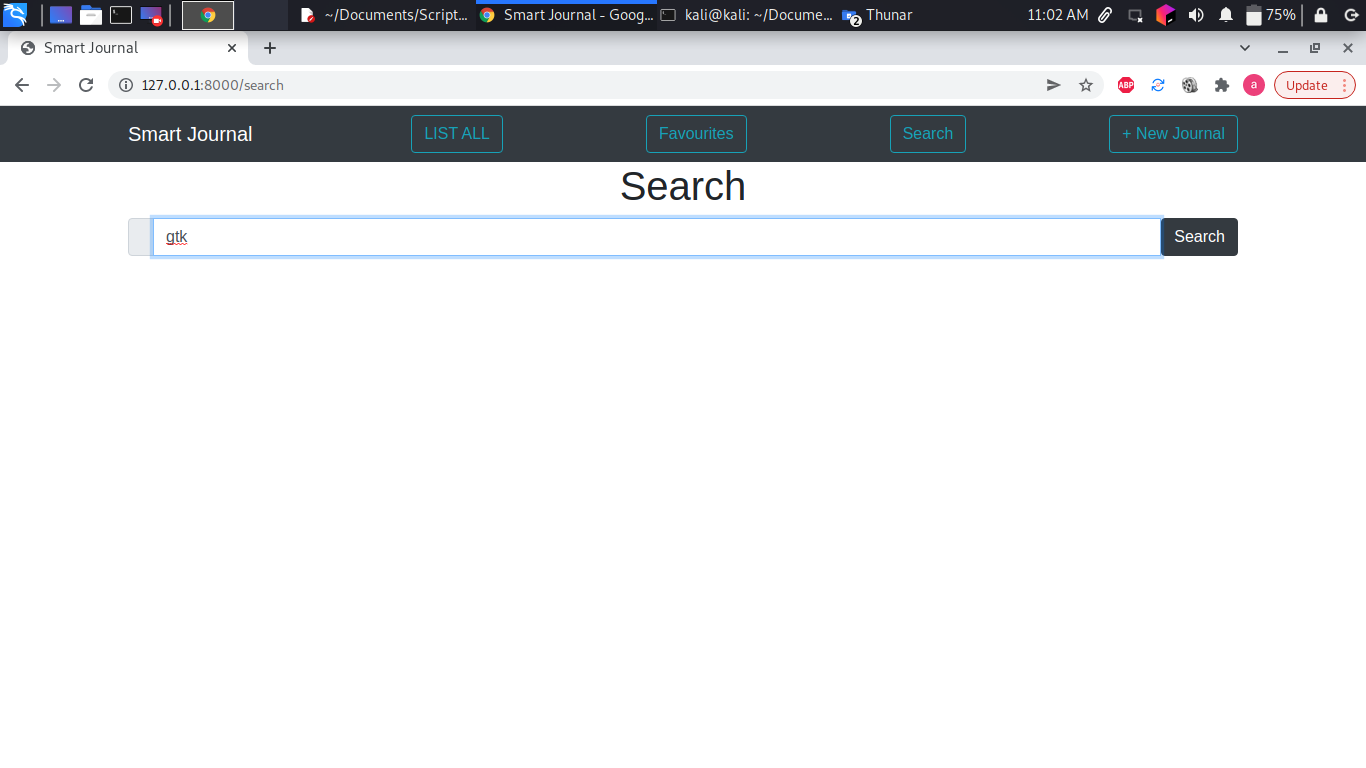 ~/Documents/Script... Smart Journal - Goog... kali@kali: ~/Docume... 2 Thunar 11:02 AM 75%
Smart Journal
127.0.0.1:8000/search ABP a Update
Smart Journal LIST ALL Favourites Search + New Journal
Search
gtk Search